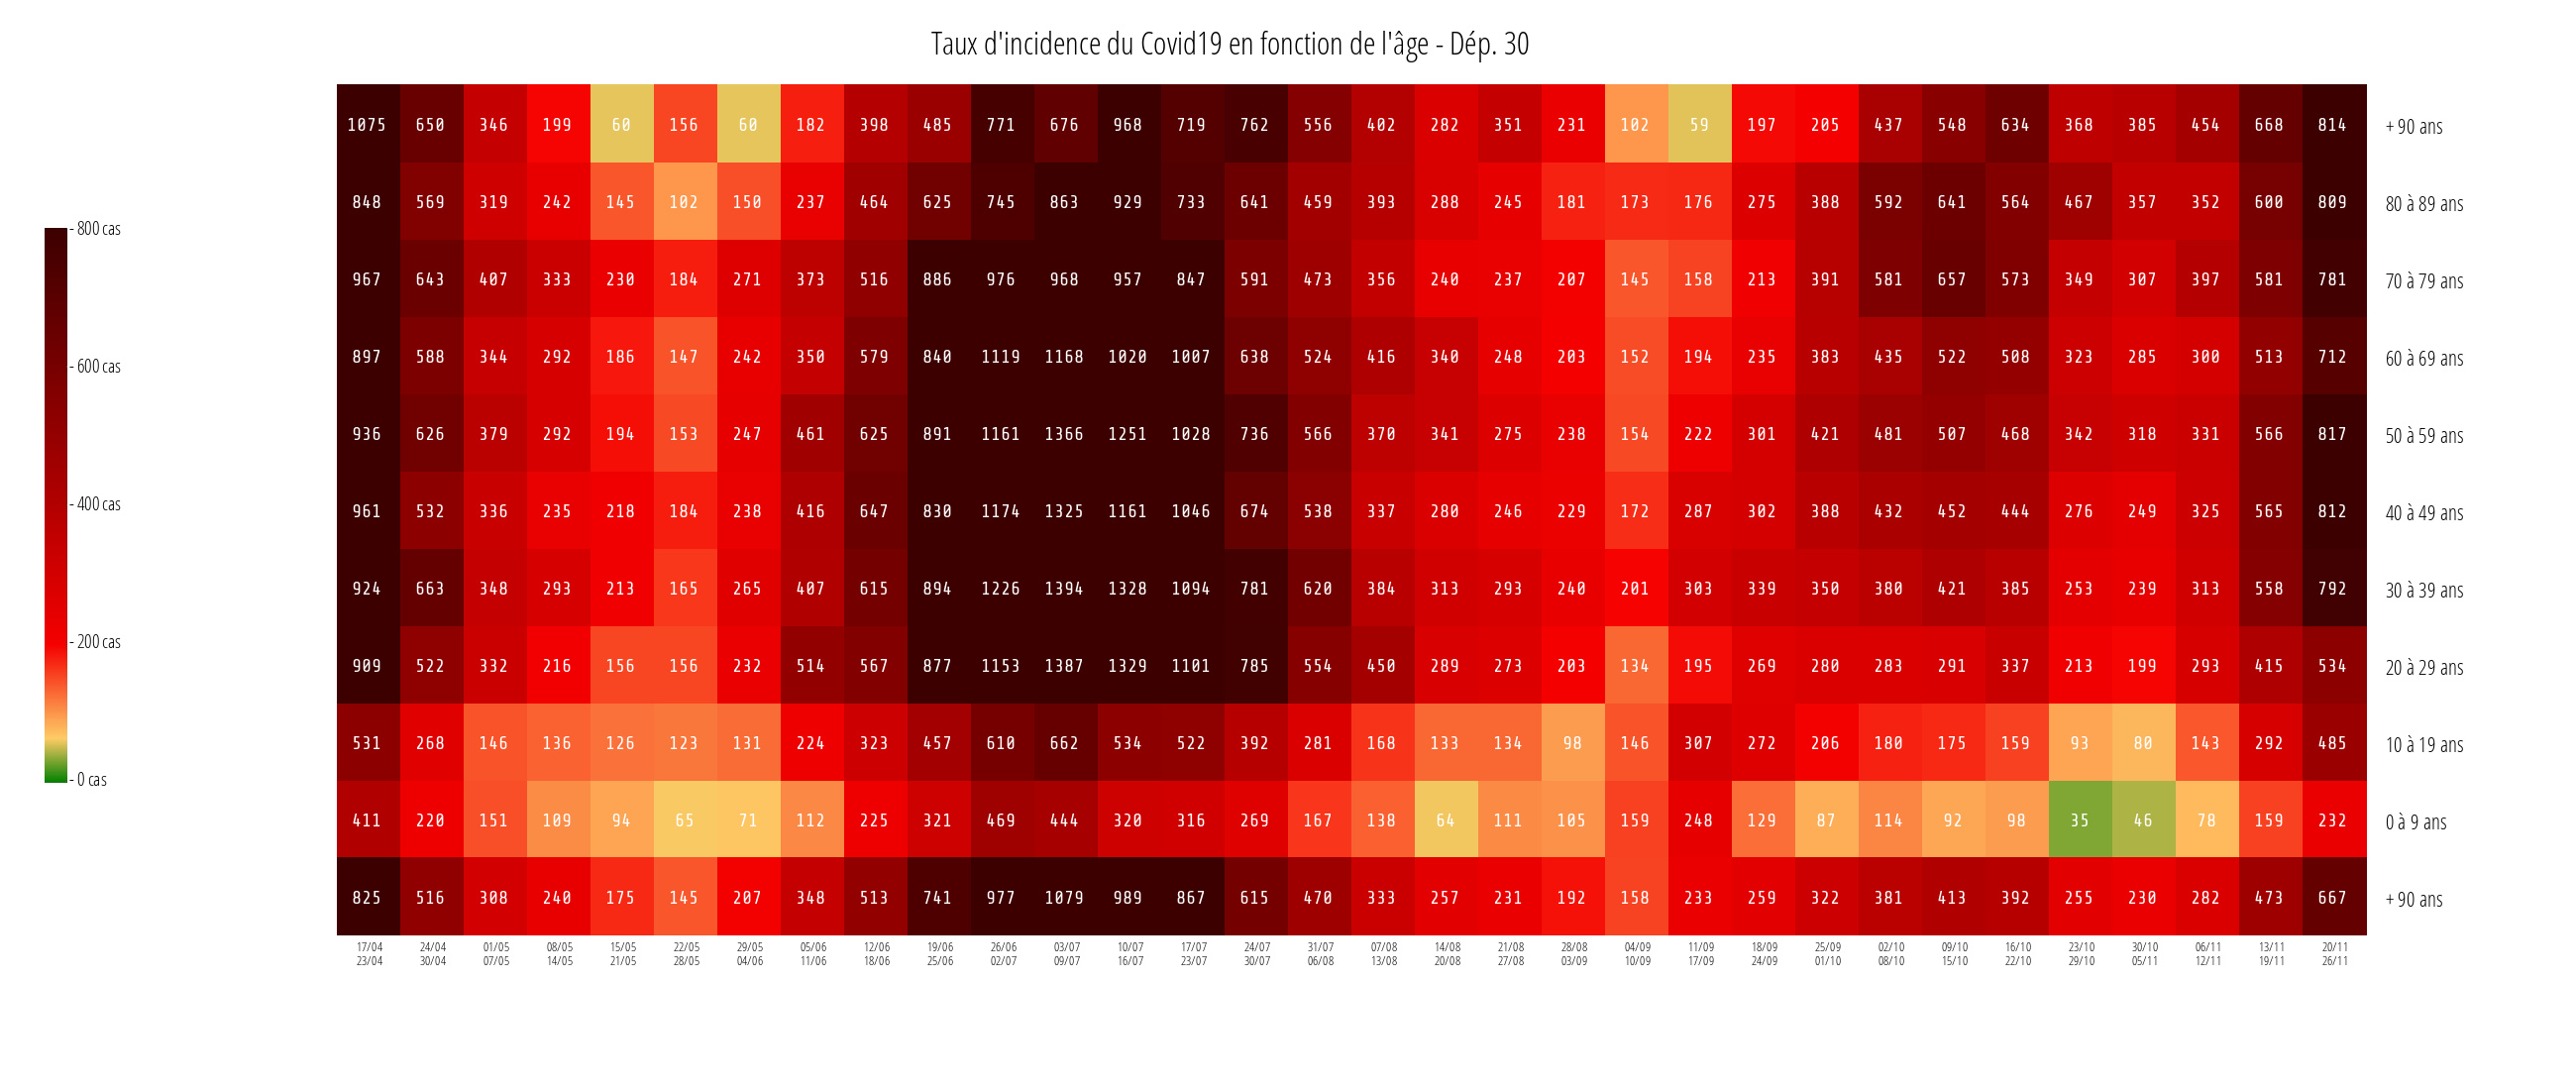 Taux d'incidence du Covid19 en fonction de l'âge - Dép. 30
1075 650 346 199 60 156 60 182 398 485 771 676 968 719 762 556 402 282 351 231 102 59 197 205 437 548 634 368 385 454 668 814 + 90 ans
848 569 319 242 145 102 150 237 464 625 745 863 929 733 641 459 393 288 245 181 173 176 275 388 592 641 564 467 357 352 600 809 80 à 89 ans
- 800 cas
967 643 407 333 230 184 271 373 516 886 976 968 957 847 591 473 356 240 237 207 145 158 213 391 581 657 573 349 307 397 581 781 70 à 79 ans
897 588 344 292 186 147 242 350 579 840 1119 1168 1020 1007 638 524 416 340 248 203 152 194 235 383 435 522 508 323 285 300 513 712 60 à 69 ans
- 600 cas
936 626 379 292 194 153 247 461 625 891 1161 1366 1251 1028 736 566 370 341 275 238 154 222 301 421 481 507 468 342 318 331 566 817 50 à 59 ans
- 400 cas
961 532 336 235 218 184 238 416 647 830 1174 1325 1161 1046 674 538 337 280 246 229 172 287 302 388 432 452 444 276 249 325 565 812 40 à 49 ans
924 663 348 293 213 165 265 407 615 894 1226 1394 1328 1094 781 620 384 313 293 240 201 303 339 350 380 421 385 253 239 313 558 792 30 à 39 ans
- 200 cas
909 522 332 216 156 156 232 514 567 877 1153 1387 1329 1101 785 554 450 289 273 203 134 195 269 280 283 291 337 213 199 293 415 534 20 à 29 ans
531 268 146 136 126 123 131 224 323 457 610 662 534 522 392 281 168 133 134 98 146 307 272 206 180 175 159 93 80 143 292 485 10 à 19 ans
- 0 cas
411 220 151 109 94 65 71 112 225 321 469 444 320 316 269 167 138 64 111 105 159 248 129 87 114 92 98 35 46 78 159 232 0 à 9 ans
825 516 308 240 175 145 207 348 513 741 977 1079 989 867 615 470 333 257 231 192 158 233 259 322 381 413 392 255 230 282 473 667 + 90 ans
17/04 24/04 01/05 08/05 15/05 22/05 29/05 05/06 12/06 19/06 26/06 03/07 10/07 17/07 24/07 31/07 07/08 14/08 21/08 28/08 04/09 11/09 18/09 25/09 02/10 09/10 16/10 23/10 30/10 06/11 13/11 20/11
23/04 30/04 07/05 14/05 21/05 28/05 04/06 11/06 18/06 25/06 02/07 09/07 16/07 23/07 30/07 06/08 13/08 20/08 27/08 03/09 10/09 17/09 24/09 01/10 08/10 15/10 22/10 29/10 05/11 12/11 19/11 26/11